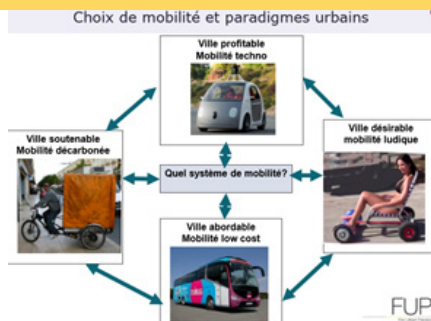 Choix de mobilité et paradigmes urbains
Ville profitable
Mobilité techno
Ville soutenable
Mobilité décarbonée
Ville désirable
mobilité ludique
Quel système de mobilité?
Ville abordable
Mobilité low cost
FUP